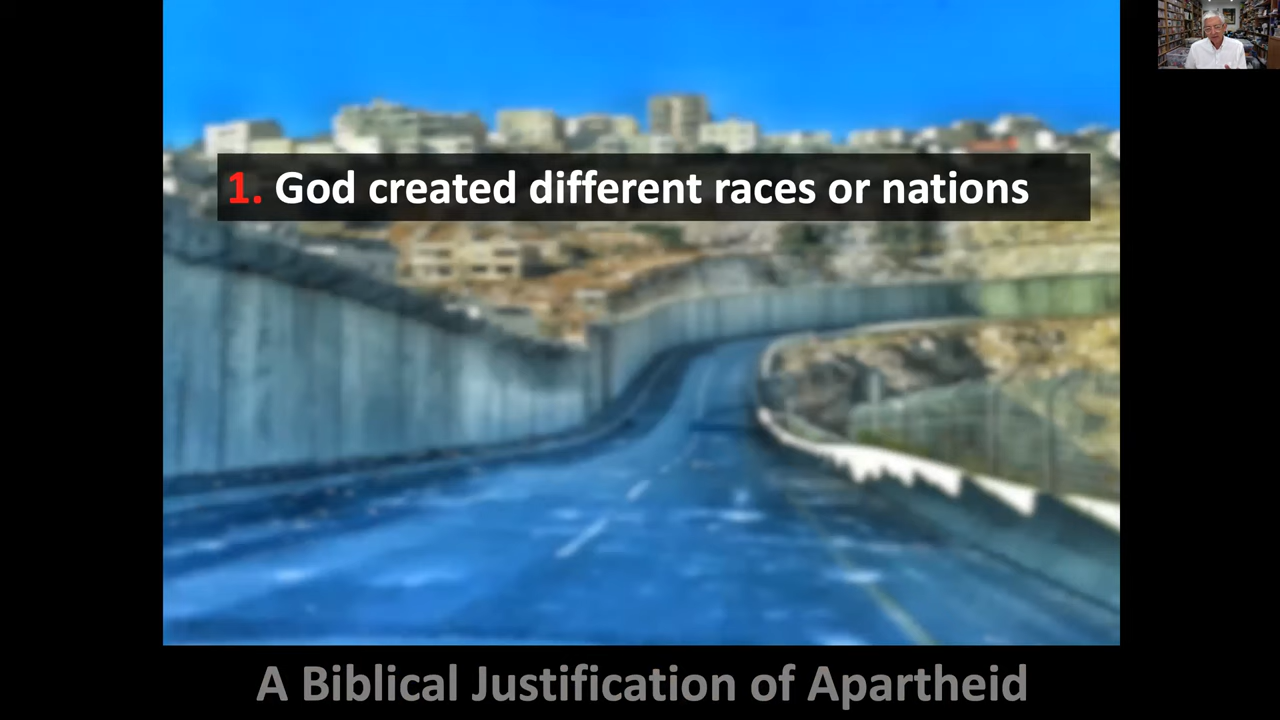 1. God created different races or nations
A Biblical Justification of Apartheid